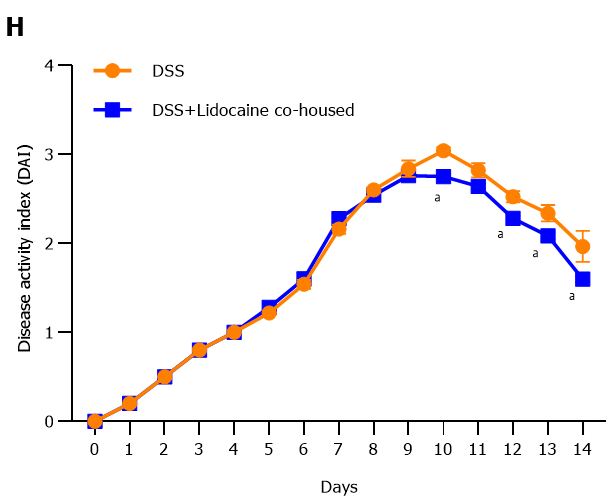 H
4
3
2
1
0
Disease activity index (DAI)
DSS
DSS+Lidocaine co-housed
a
a
a
a
0 1 2 3 4 5 6 7 8 9 10 11 12 13 14
Days